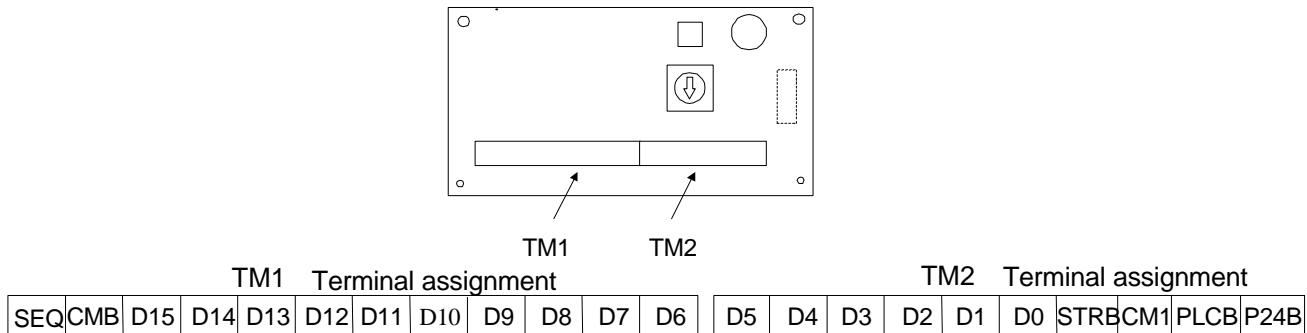 TM1 TM2
TM1 Terminal assignment TM2 Terminal assignment
SEQ CMB D15 D14 D13 D12 D11 D10 D9 D8 D7 D6 D5 D4 D3 D2 D1 D0 STRB CM1 PLCB P24B